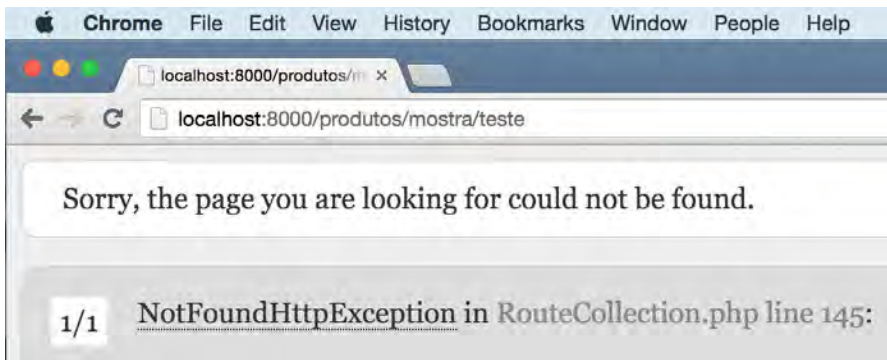 Chrome File Edit View History Bookmarks Window People Help
localhost:8000/produtos/m
localhost:8000/produtos/mostra/teste
Sorry, the page you are looking for could not be found.
1/1 NotFoundHttpException in RouteCollection.php line 145: